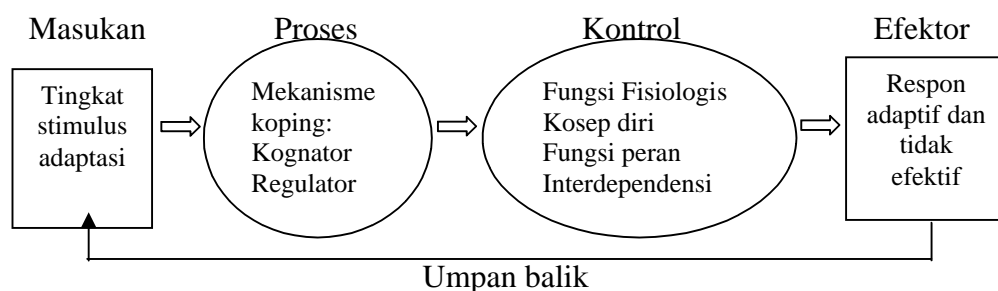 Masukan
Proses
Kontrol
Efektor
Tingkat
stimulus
adaptasi
Mekanisme
koping:
Kognator
Regulator
Fungsi Fisiologis
Kosep diri
Fungsi peran
Interdependensi
Respon
adaptif dan
tidak
efektif
Umpan balik